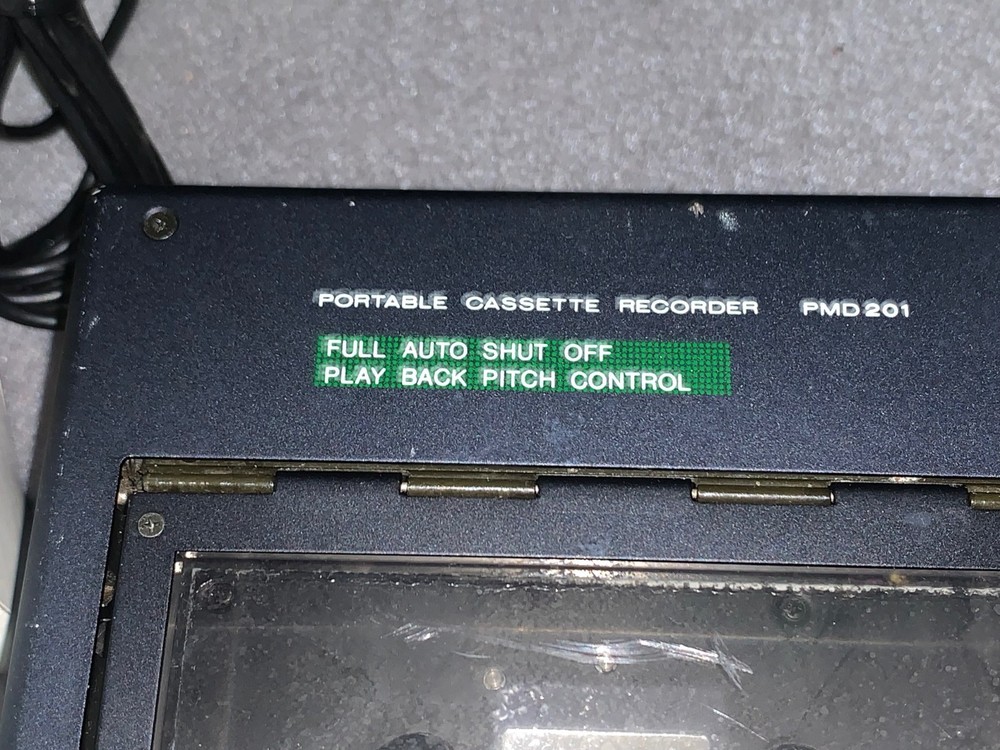 PORTABLE CASSETTE RECORDER PMD201
FULL AUTO SHUT OFF
PLAY BACK PITCH CONTROL